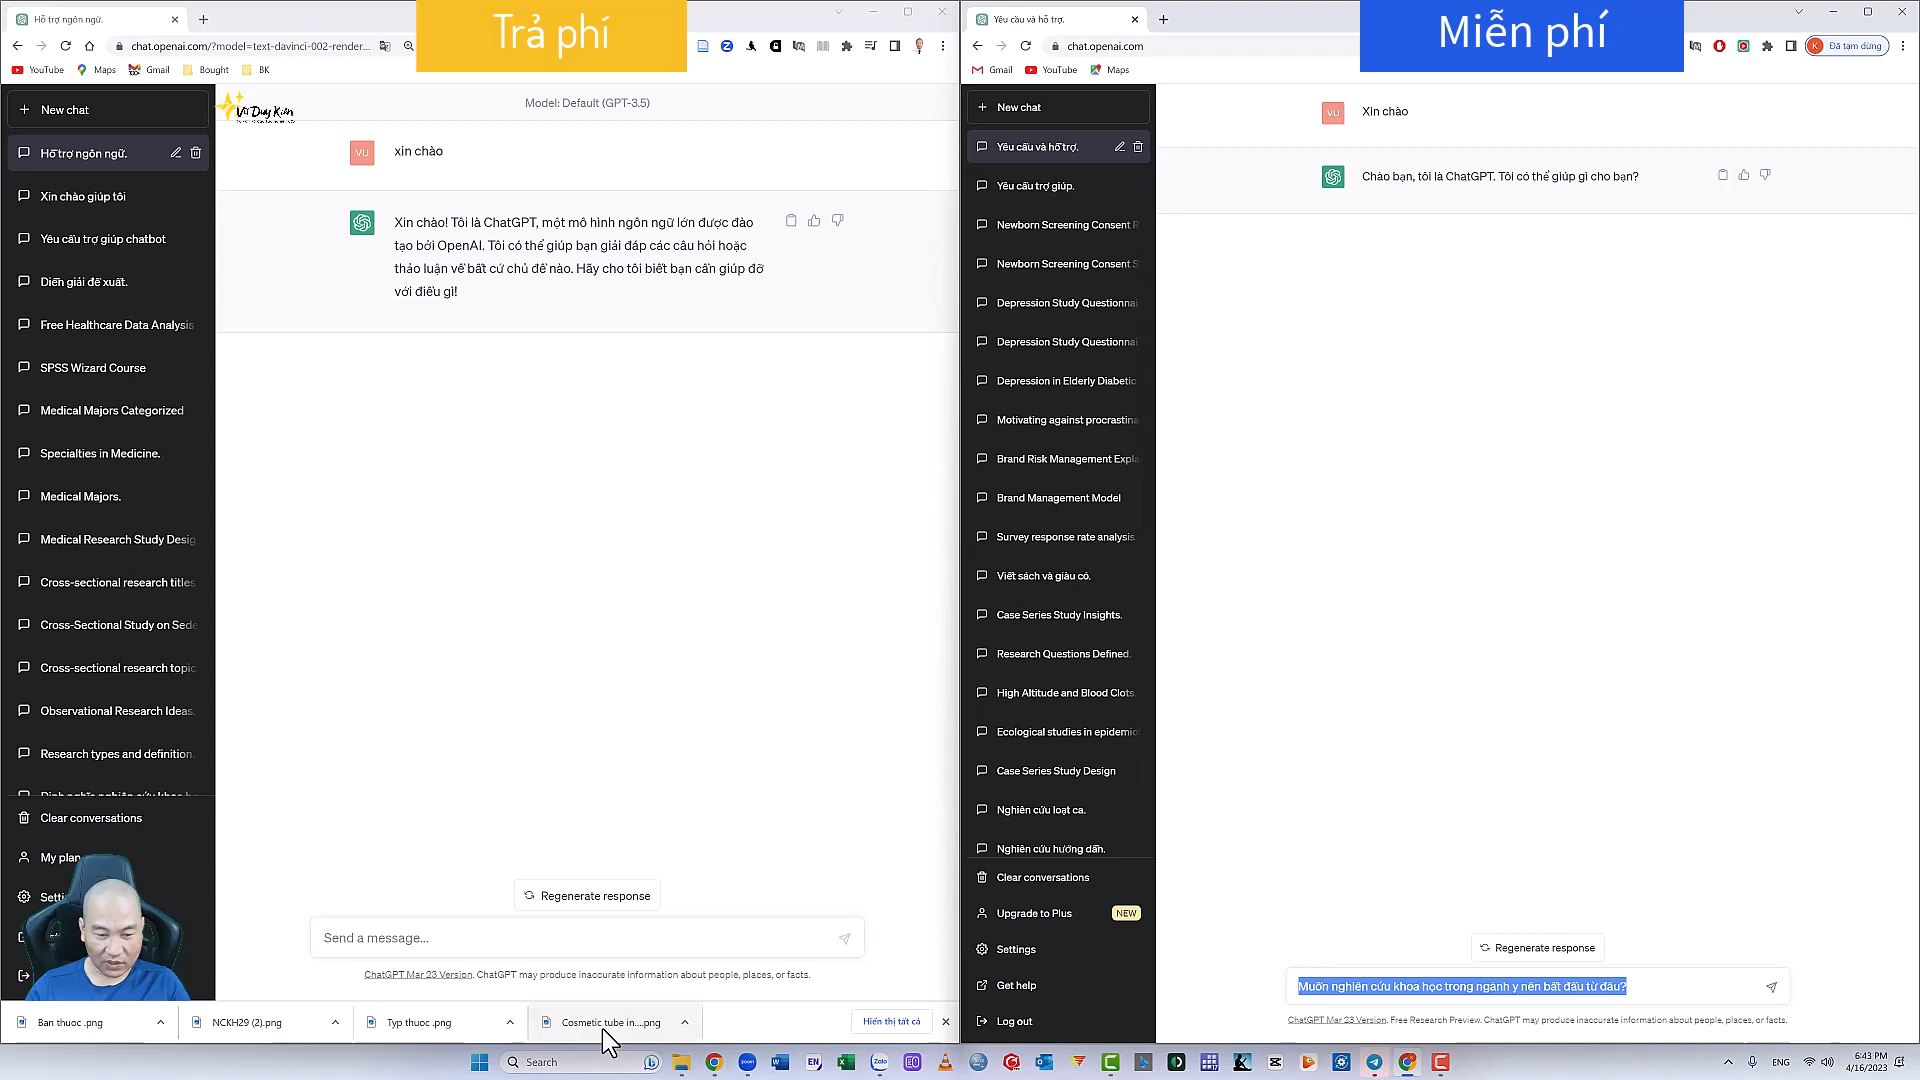 Hỗ trợ ngôn ngữ.
Trả phí
Yêu cầu và hỗ trợ.
Miễn phí
chat.openai.com/?model=text-davinci-002-render...
chat.openai.com
Đã tạm dừng
YouTube
Maps
Gmail
Bought
BK
Gmail
YouTube
Maps
New chat
Hỗ trợ ngôn ngữ.
Xin chào giúp tôi
Yêu cầu trợ giúp chatbot
Diễn giải đề xuất.
Free Healthcare Data Analysis
SPSS Wizard Course
Medical Majors Categorized
Specialties in Medicine.
Medical Majors.
Medical Research Study Desig
Cross-sectional research titles
Cross-Sectional Study on Sede
Cross-sectional research topic
Observational Research Ideas.
Research types and definition.
Clear conversations
My plan
Vũ Duy Kiên
Model: Default (GPT-3.5)
VU
xin chào
Xin chào! Tôi là ChatGPT, một mô hình ngôn ngữ lớn được đào
tạo bởi OpenAI. Tôi có thể giúp bạn giải đáp các câu hỏi hoặc
thảo luận về bất cứ chủ đề nào. Hãy cho tôi biết bạn cần giúp đỡ
với điều gì!
Regenerate response
Send a message...
ChatGPT Mar 23 Version. ChatGPT may produce inaccurate information about people, places, or facts.
New chat
Yêu cầu và hỗ trợ.
Yêu cầu trợ giúp.
Newborn Screening Consent R
Newborn Screening Consent S
Depression Study Questionnai
Depression Study Questionnai
Depression in Elderly Diabetic
Motivating against procrastina
Brand Risk Management Expla
Brand Management Model
Survey response rate analysis.
Viết sách và giàu có.
Case Series Study Insights.
Research Questions Defined.
High Altitude and Blood Clots.
Ecological studies in epidemiol
Case Series Study Design
Nghiên cứu loạt ca.
Nghiên cứu hướng dẫn.
Clear conversations
Upgrade to Plus
NEW
Settings
Get help
Log out
VU
Xin chào
Chào bạn, tôi là ChatGPT. Tôi có thể giúp gì cho bạn?
Regenerate response
Muốn nghiên cứu khoa học trong ngành y nên bắt đầu từ đâu?
ChatGPT Mar 23 Version. Free Research Preview. ChatGPT may produce inaccurate information about people, places, or facts.
Ban thuoc .png
NCKH29 (2).png
Typ thuoc .png
Cosmetic tube in....png
Hiển thị tất cả
Search
EN
zoom
Zalo
ENG
6:43 PM
4/16/2023